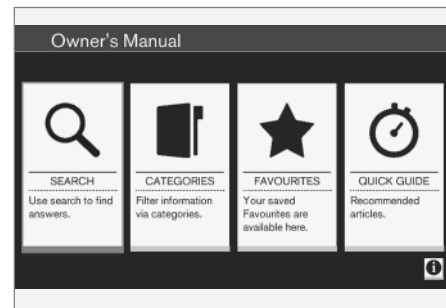 Owner's Manual
SEARCH
Use search to find
answers.
CATEGORIES
Filter information
via categories.
FAVOURITES
Your saved
Favourites are
available here.
QUICK GUIDE
Recommended
articles.
i